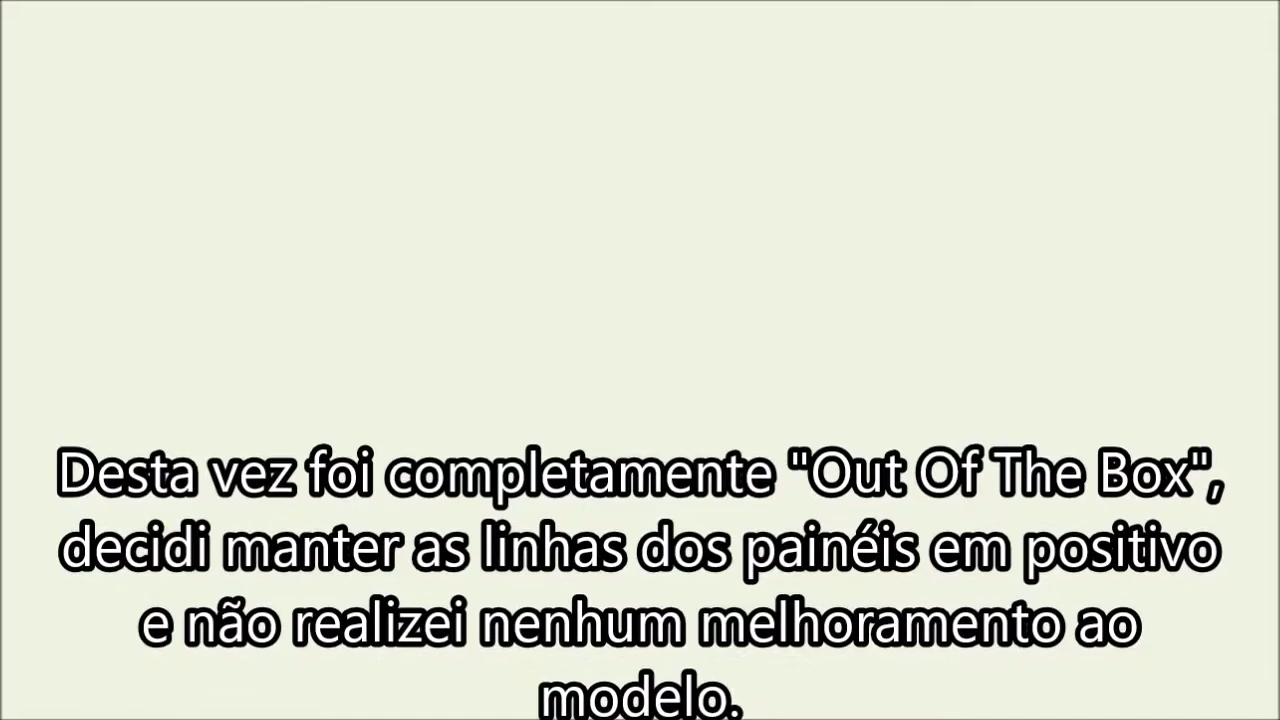 Desta vez foi completamente "Out Of The Box",
decidi manter as linhas dos painéis em positivo
e não realizei nenhum melhoramento ao
modelo.